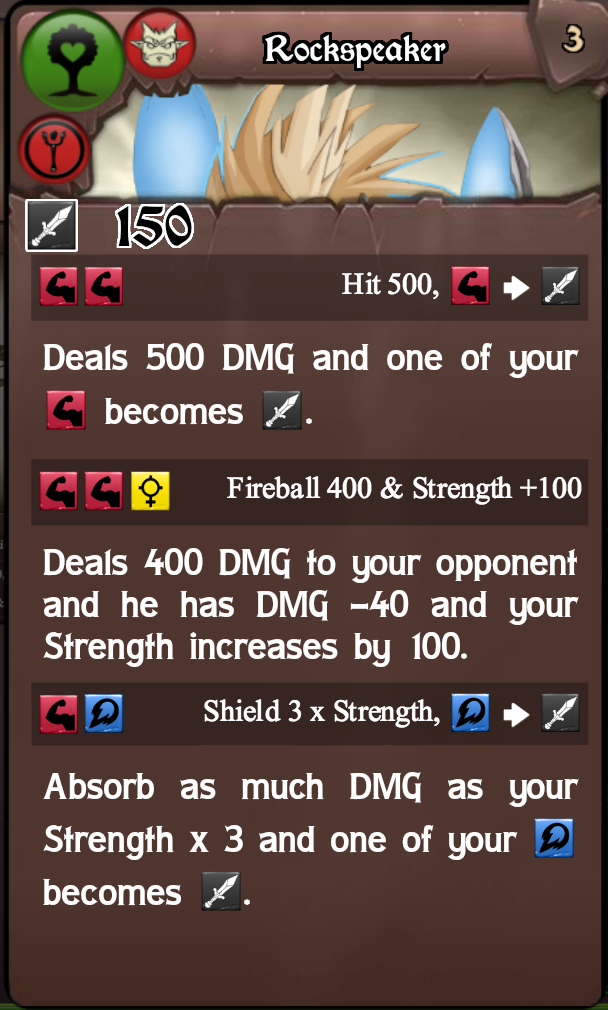 Rockspeaker
3
150
Hit 500,
Deals 500 DMG and one of your
becomes .
Fireball 400 & Strength +100
Deals 400 DMG to your opponent
and he has DMG –40 and your
Strength increases by 100.
Shield 3 x Strength,
Absorb as much DMG as your
Strength x 3 and one of your
becomes .